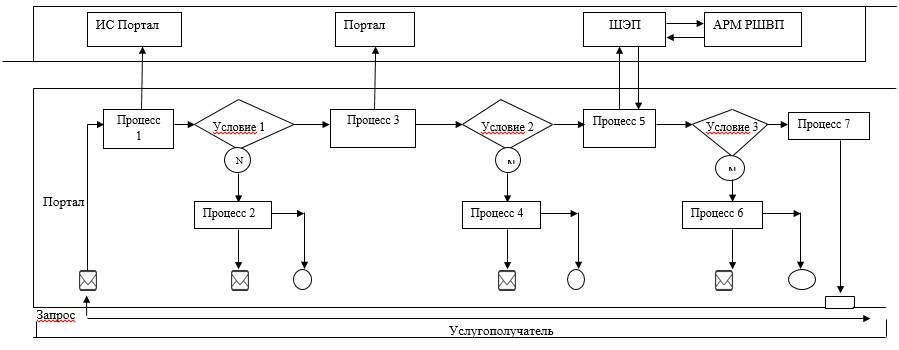 ИС Портал
Портал
ШЭП
АРМ РШВП
Процесс
1
Условие 1
Процесс 3
Условие 2
Процесс 5
Условие 3
Процесс 7
N
N
N
Портал
Процесс 2
Процесс 4
Процесс 6
Запрос
Услугополучатель